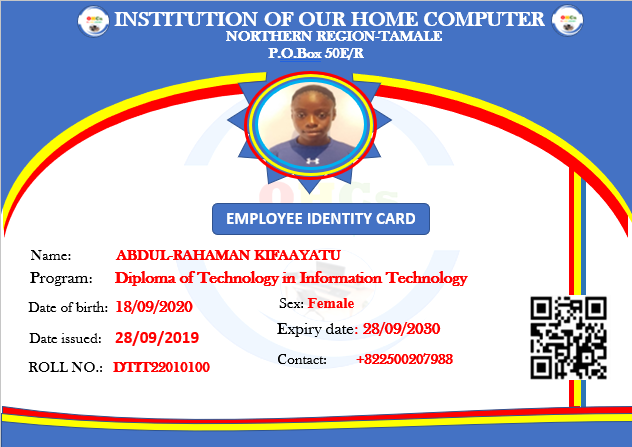 INSTITUTION OF OUR HOME COMPUTER
NORTHERN REGION-TAMALE
P.O.Box 50E/R
OHCs
EMPLOYEE IDENTITY CARD
Name: ABDUL-RAHAMAN KIFAAYATU
Program: Diploma of Technology in Information Technology
Date of birth: 18/09/2020 Sex: Female
Date issued: 28/09/2019 Expiry date: 28/09/2030
ROLL NO.: DTIT22010100 Contact: +822500207983